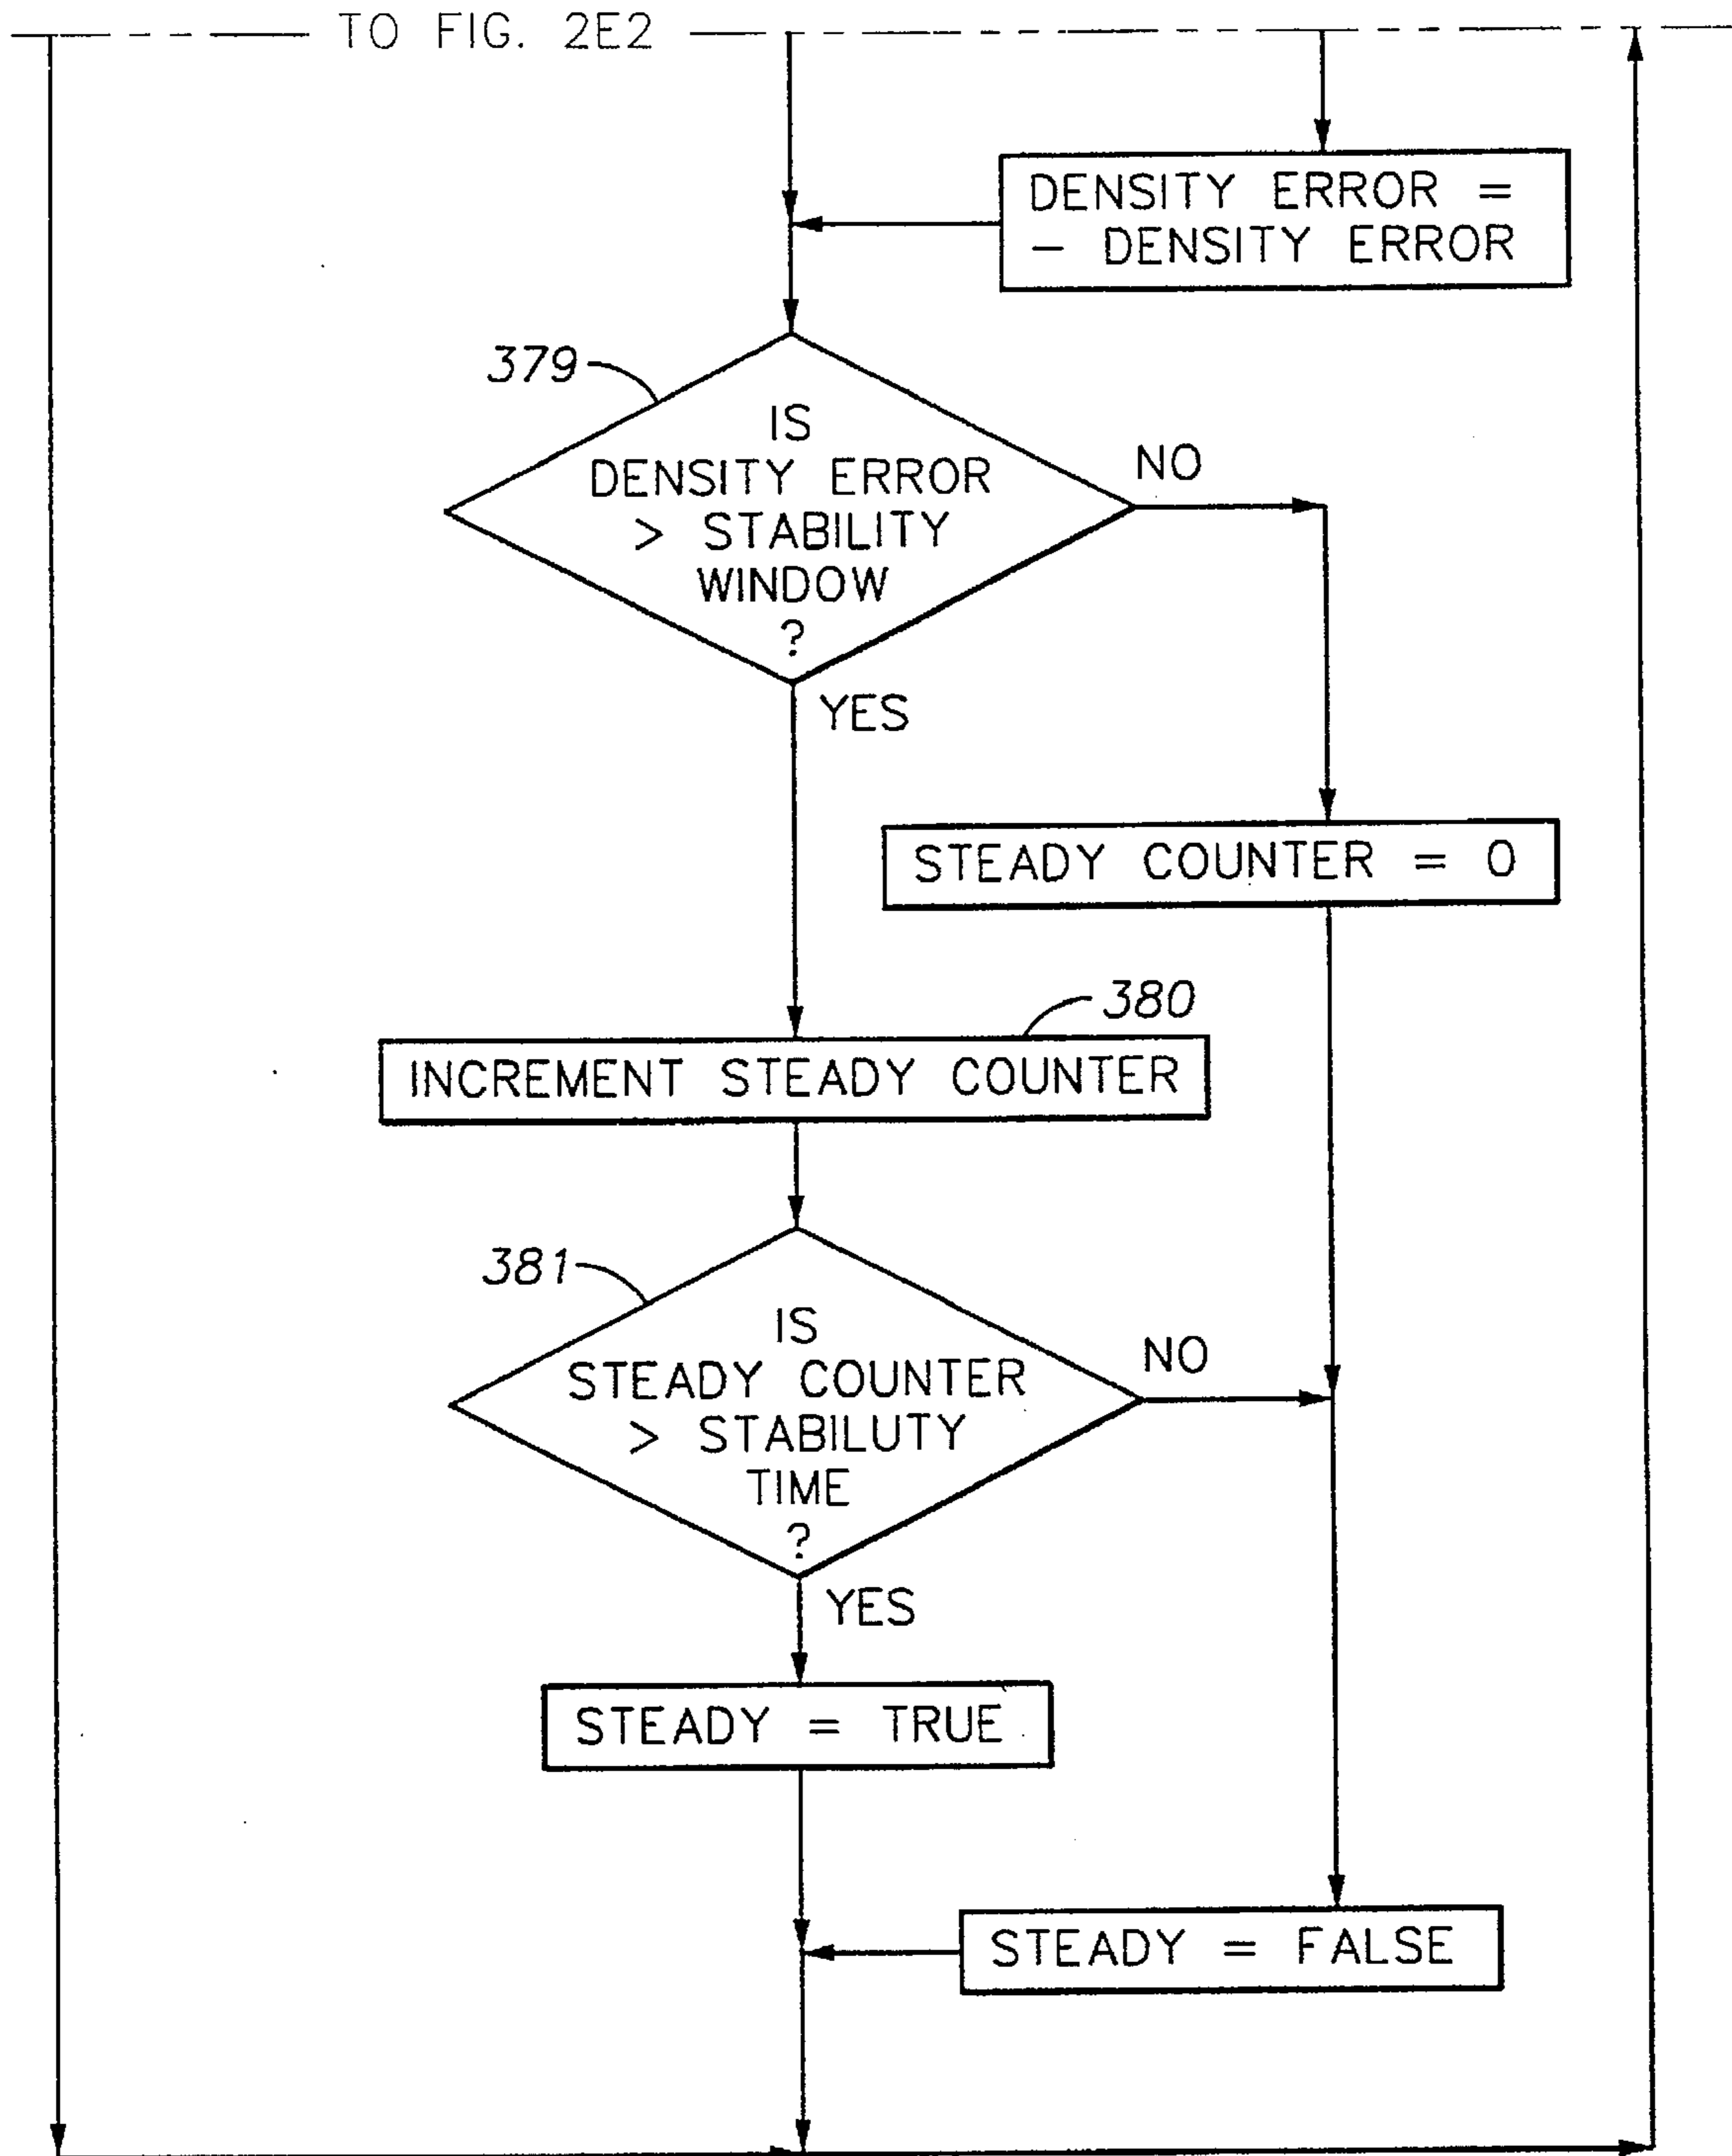 TO FIG. 2E2
DENSITY ERROR =
– DENSITY ERROR
379
IS
DENSITY ERROR
> STABILITY
WINDOW
?
NO
YES
STEADY COUNTER = 0
380
INCREMENT STEADY COUNTER
381
IS
STEADY COUNTER
> STABILUTY
TIME
?
NO
YES
STEADY = TRUE
STEADY = FALSE